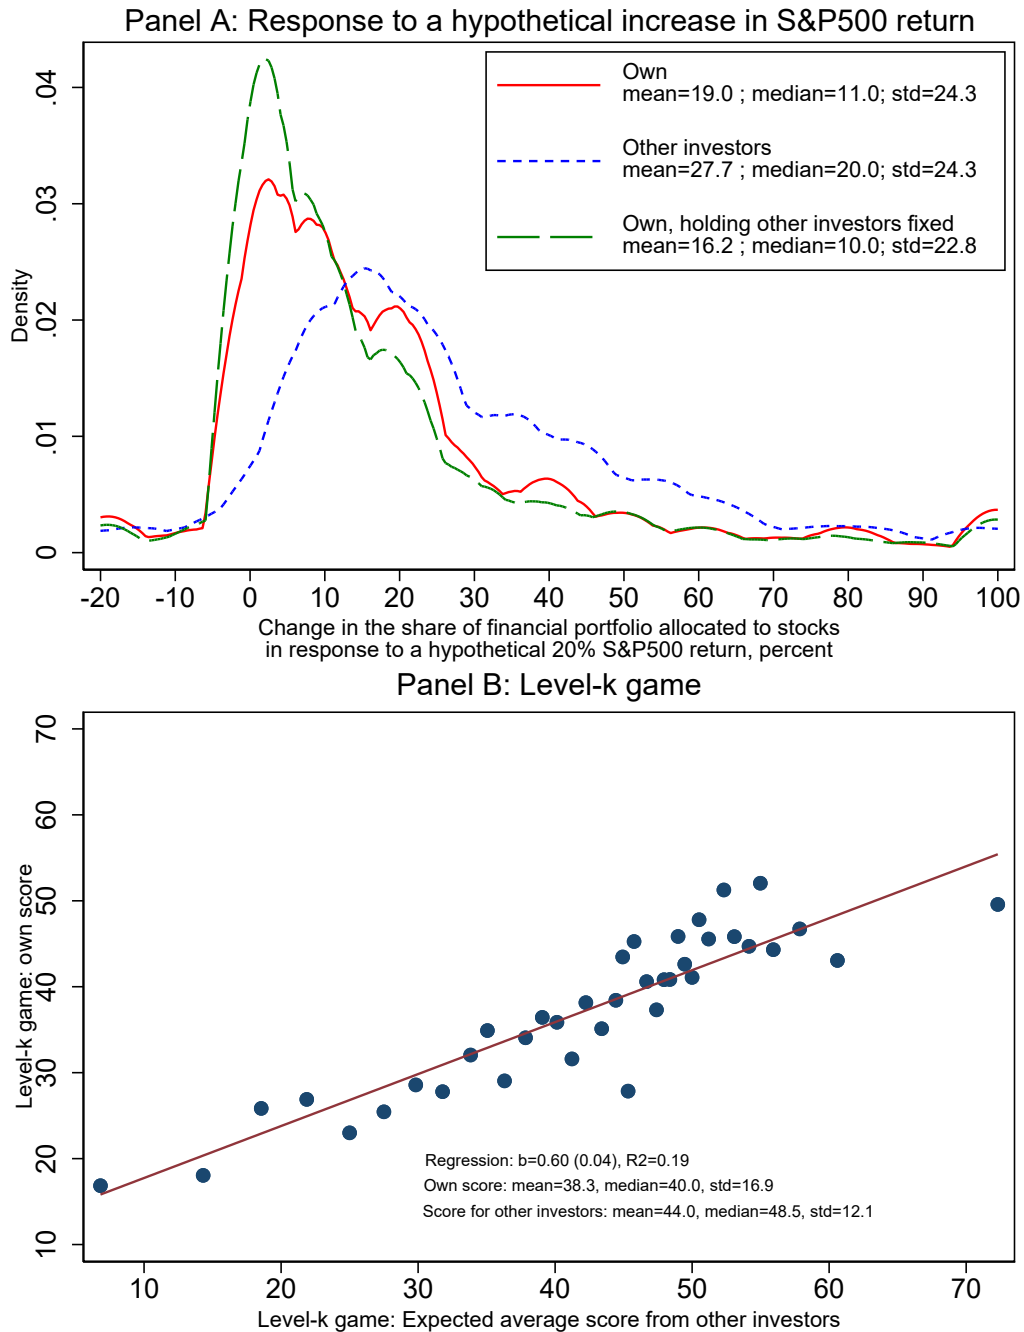 Panel A: Response to a hypothetical increase in S&P500 return
Own
mean=19.0 ; median=11.0; std=24.3
Other investors
mean=27.7 ; median=20.0; std=24.3
Own, holding other investors fixed
mean=16.2 ; median=10.0; std=22.8
Density
.04
.03
.02
.01
0
-20 -10 0 10 20 30 40 50 60 70 80 90 100
Change in the share of financial portfolio allocated to stocks
in response to a hypothetical 20% S&P500 return, percent
Panel B: Level-k game
Level-k game: own score
70
60
50
40
30
20
10
Regression: b=0.60 (0.04), R2=0.19
Own score: mean=38.3, median=40.0, std=16.9
Score for other investors: mean=44.0, median=48.5, std=12.1
10 20 30 40 50 60 70
Level-k game: Expected average score from other investors